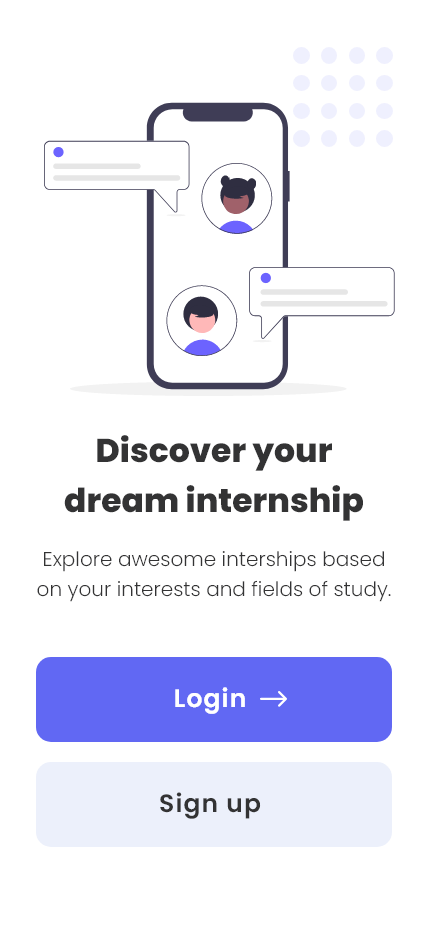 Discover your
dream internship
Explore awesome interships based
on your interests and fields of study.
Login
Sign up